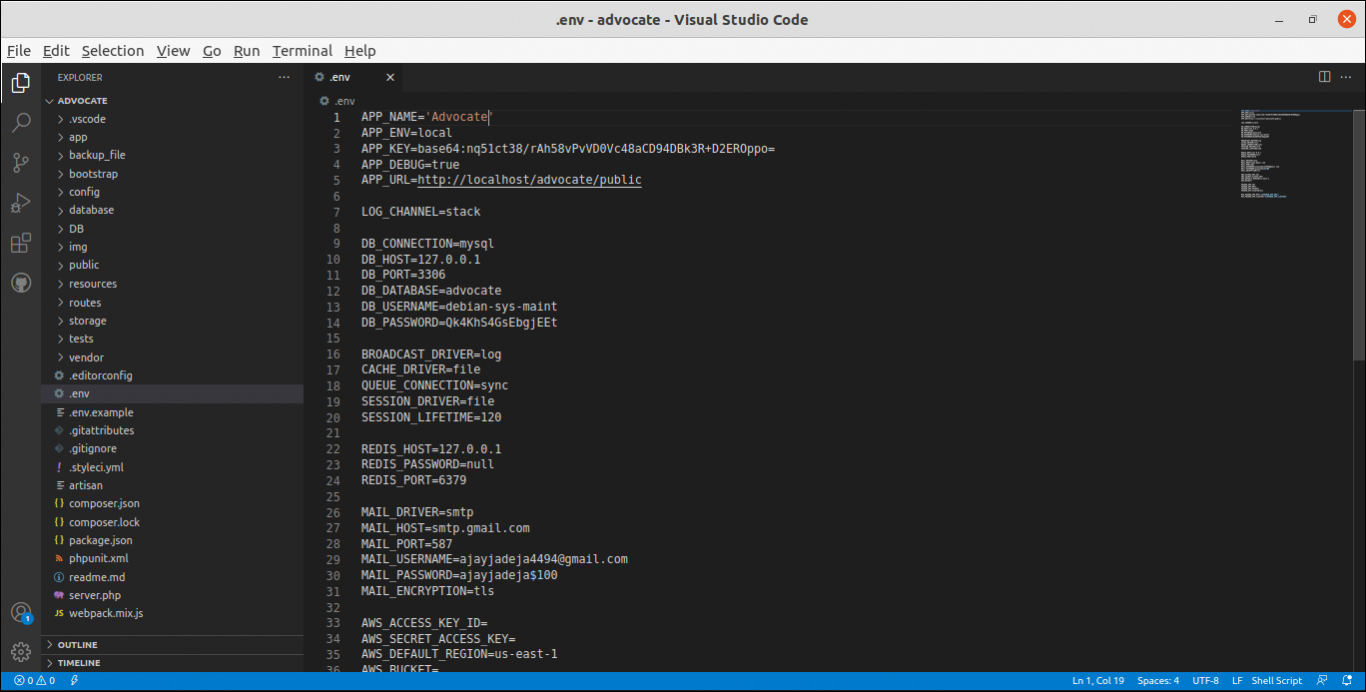 .env - advocate - Visual Studio Code
File Edit Selection View Go Run Terminal Help
EXPLORER
ADVOCATE
.vscode
app
backup_file
bootstrap
config
database
DB
img
public
resources
routes
storage
tests
vendor
.editorconfig
.env
.env.example
.gitattributes
.gitignore
.styleci.yml
artisan
composer.json
composer.lock
package.json
phpunit.xml
readme.md
server.php
JS webpack.mix.js
OUTLINE
TIMELINE
1
.env
.env
1 APP_NAME='Advocate'
2 APP_ENV=local
3 APP_KEY=base64:nq51ct38/rAh58vPvVD0Vc48aCD94DBk3R+D2EROppo=
4 APP_DEBUG=true
5 APP_URL=http://localhost/advocate/public
6
7 LOG_CHANNEL=stack
8
9 DB_CONNECTION=mysql
10 DB_HOST=127.0.0.1
11 DB_PORT=3306
12 DB_DATABASE=advocate
13 DB_USERNAME=debian-sys-maint
14 DB_PASSWORD=Qk4KhS4GsEbgjEEt
15
16 BROADCAST_DRIVER=log
17 CACHE_DRIVER=file
18 QUEUE_CONNECTION=sync
19 SESSION_DRIVER=file
20 SESSION_LIFETIME=120
21
22 REDIS_HOST=127.0.0.1
23 REDIS_PASSWORD=null
24 REDIS_PORT=6379
25
26 MAIL_DRIVER=smtp
27 MAIL_HOST=smtp.gmail.com
28 MAIL_PORT=587
29 MAIL_USERNAME=ajayjadeja4494@gmail.com
30 MAIL_PASSWORD=ajayjadeja$100
31 MAIL_ENCRYPTION=tls
32
33 AWS_ACCESS_KEY_ID=
34 AWS_SECRET_ACCESS_KEY=
35 AWS_DEFAULT_REGION=us-east-1
36 AWS_BUCKET=
0 0 Ln 1, Col 19 Spaces: 4 UTF-8 LF Shell Script